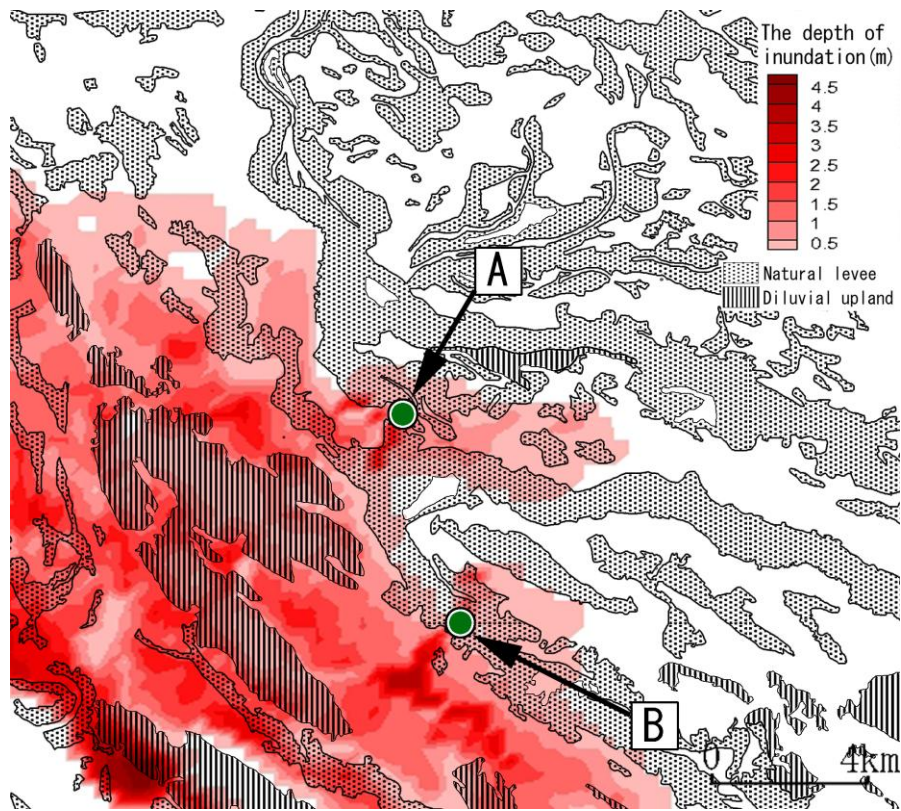 The depth of
inundation(m)
4.5
4
3.5
3
2.5
2
1.5
1
0.5
Natural levee
Diluvial upland
A
B
0 4km